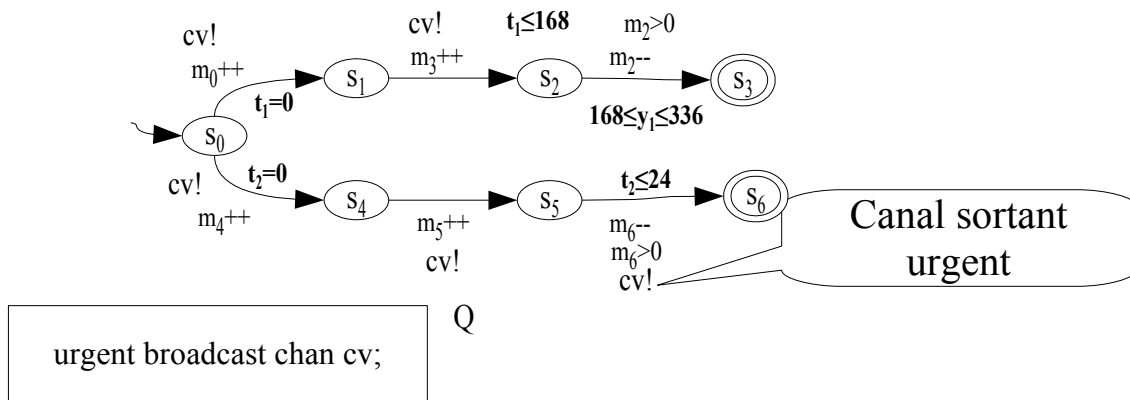 cv!
m₀++
t₁=0
s₀
s₁
cv!
m₃++
t₁≤168
s₂
m₂>0
m₂--
168≤y₁≤336
s₃
cv!
m₄++
t₂=0
s₄
m₅++
cv!
s₅
t₂≤24
m₆--
m₆>0
cv!
s₆
Canal sortant
urgent
Q
urgent broadcast chan cv;